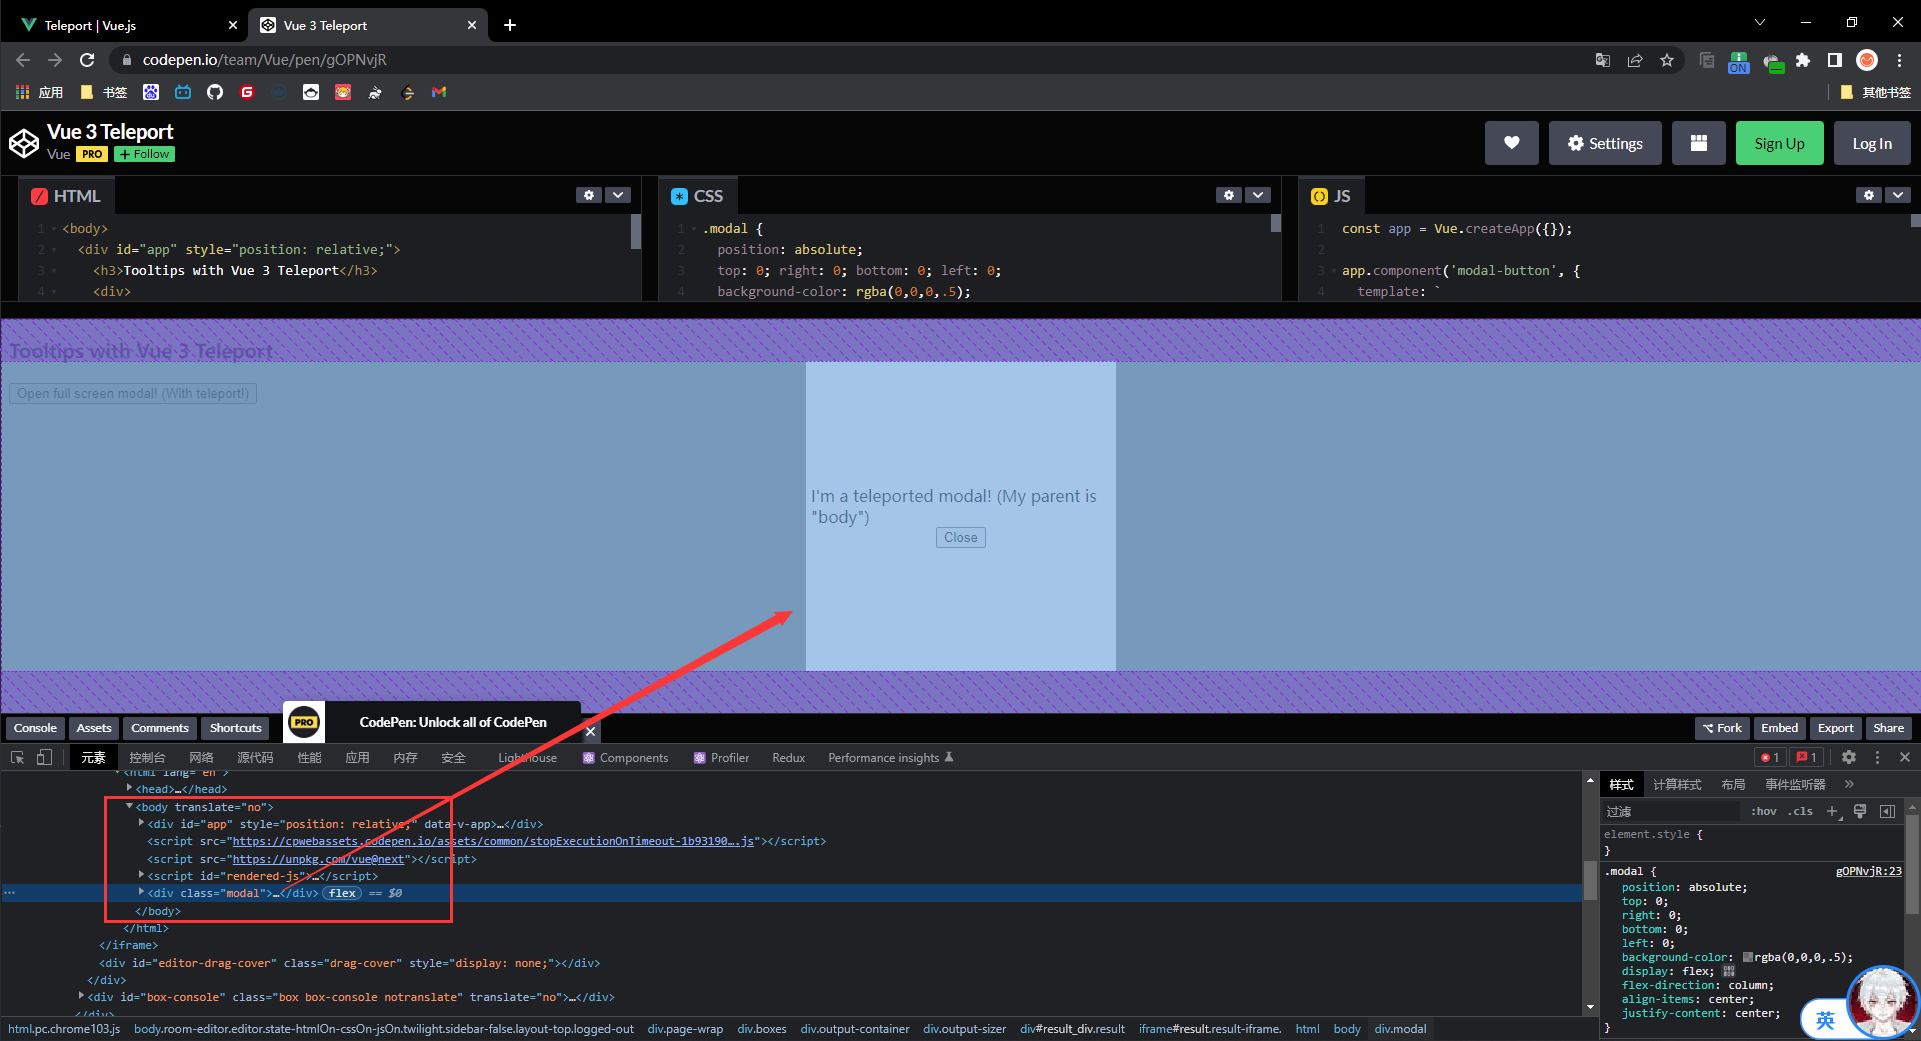 Teleport | Vue.js
Vue 3 Teleport
codepen.io/team/Vue/pen/gOPNvjR
ON
应用
书签
其他书签
Vue 3 Teleport
Vue PRO + Follow
Settings
Sign Up
Log In
HTML
CSS
JS
1 <body>
2 <div id="app" style="position: relative;">
3 <h3>Tooltips with Vue 3 Teleport</h3>
4 <div>
1 .modal {
2 position: absolute;
3 top: 0; right: 0; bottom: 0; left: 0;
4 background-color: rgba(0,0,0,.5);
1 const app = Vue.createApp({});
2
3 app.component('modal-button', {
4 template: `
Tooltips with Vue 3 Teleport
Open full screen modal! (With teleport!)
I'm a teleported modal! (My parent is
"body")
Close
Console Assets Comments Shortcuts
PRO CodePen: Unlock all of CodePen
Fork Embed Export Share
元素 控制台 网络 源代码 性能 应用 内存 安全 Lighthouse Components Profiler Redux Performance insights
1 1
<html lang="en">
<head>…</head>
<body translate="no">
<div id="app" style="position: relative;" data-v-app>…</div>
<script src="https://cpwebassets.codepen.io/assets/common/stopExecutionOnTimeout-1b93190….js"></script>
<script src="https://unpkg.com/vue@next"></script>
<script id="rendered-js">…</script>
<div class="modal">…</div> flex == $0
</body>
</html>
</iframe>
<div id="editor-drag-cover" class="drag-cover" style="display: none;"></div>
</div>
<div id="box-console" class="box box-console notranslate" translate="no">…</div>
</div>
html.pc.chrome103.js body.room-editor.editor.state-htmlOn-cssOn-jsOn.twilight.sidebar-false.layout-top.logged-out div.page-wrap div.boxes div.output-container div.output-sizer div#result_div.result iframe#result.result-iframe. html body div.modal
样式 计算样式 布局 事件监听器
过滤 :hov .cls
element.style {
}
.modal { gOPNvjR:23
position: absolute;
top: 0;
right: 0;
bottom: 0;
left: 0;
background-color: rgba(0,0,0,.5);
display: flex;
flex-direction: column;
align-items: center;
justify-content: center;
}
英